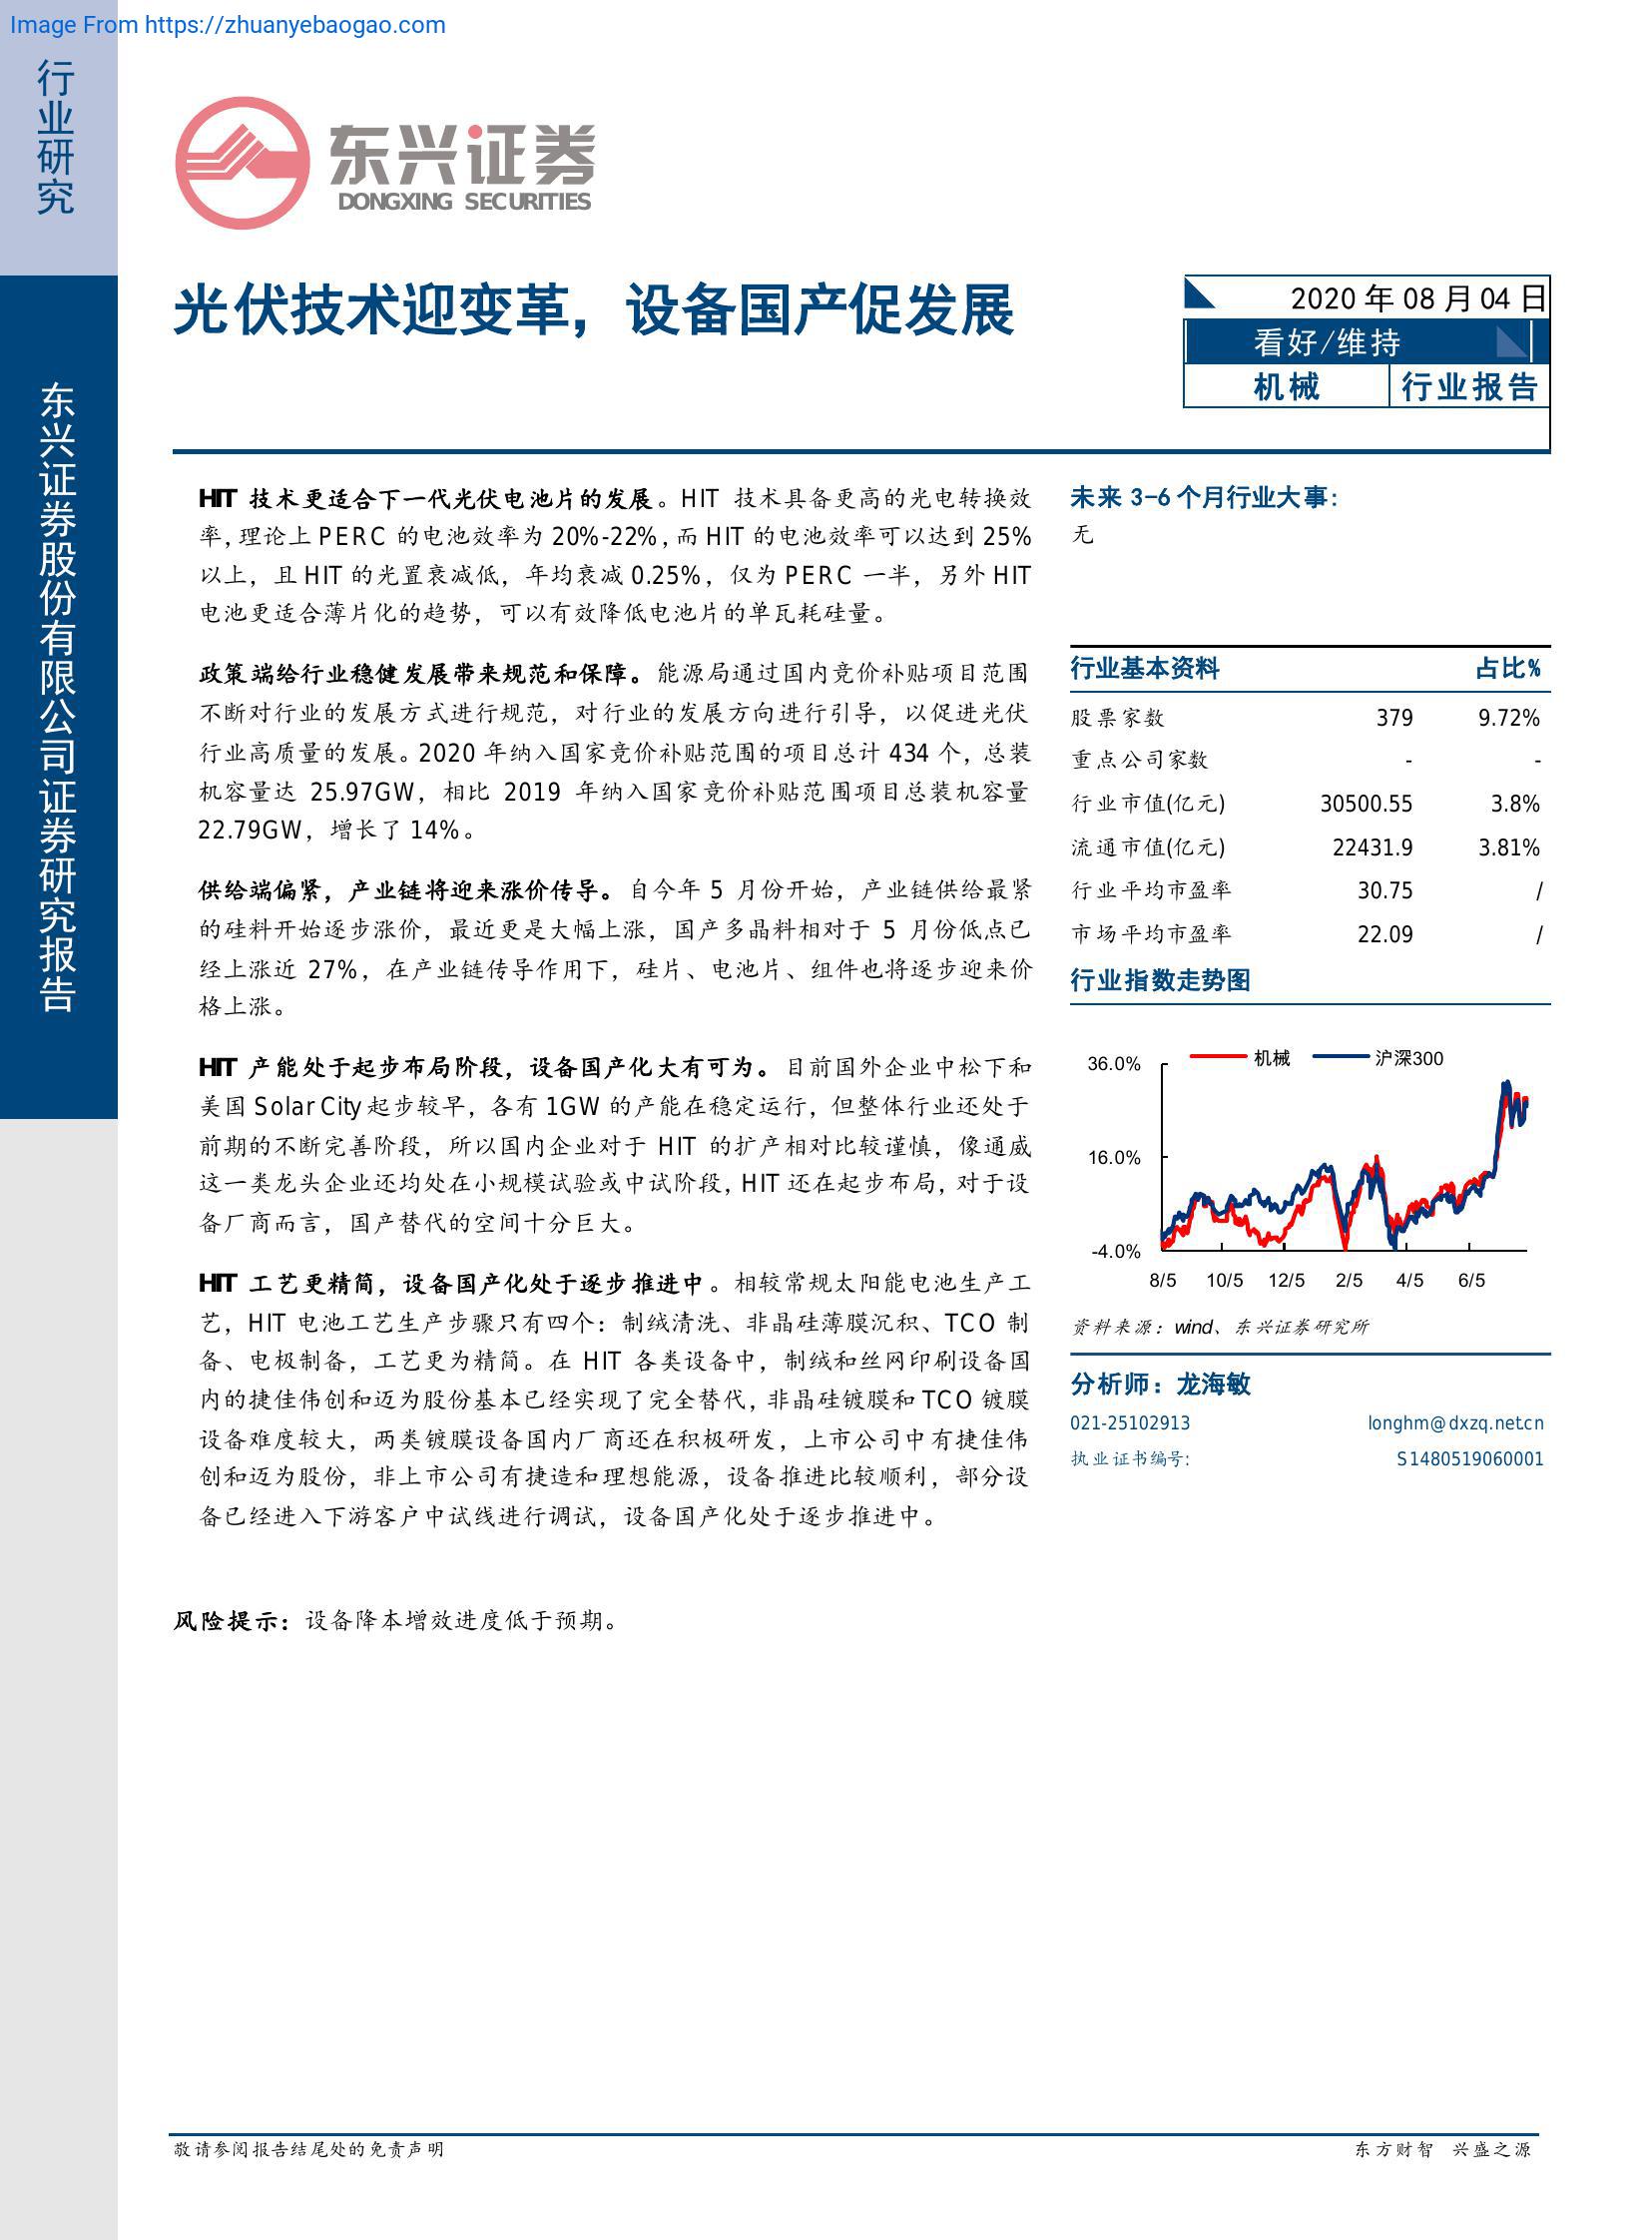 Image From https://zhuanyebaogao.com
行业研究
东兴证券股份有限公司证券研究报告
东兴证券
DONGXING SECURITIES
光伏技术迎变革，设备国产促发展
2020 年 08 月 04 日
看好/维持
机械 行业报告
HIT 技术更适合下一代光伏电池片的发展。HIT 技术具备更高的光电转换效
率，理论上 PERC 的电池效率为 20%-22%，而 HIT 的电池效率可以达到 25%
以上，且 HIT 的光置衰减低，年均衰减 0.25%，仅为 PERC 一半，另外 HIT
电池更适合薄片化的趋势，可以有效降低电池片的单瓦耗硅量。
政策端给行业稳健发展带来规范和保障。能源局通过国内竞价补贴项目范围
不断对行业的发展方式进行规范，对行业的发展方向进行引导，以促进光伏
行业高质量的发展。2020 年纳入国家竞价补贴范围的项目总计 434 个，总装
机容量达 25.97GW，相比 2019 年纳入国家竞价补贴范围项目总装机容量
22.79GW，增长了 14%。
供给端偏紧，产业链将迎来涨价传导。自今年 5 月份开始，产业链供给最紧
的硅料开始逐步涨价，最近更是大幅上涨，国产多晶料相对于 5 月份低点已
经上涨近 27%，在产业链传导作用下，硅片、电池片、组件也将逐步迎来价
格上涨。
HIT 产能处于起步布局阶段，设备国产化大有可为。目前国外企业中松下和
美国 Solar City 起步较早，各有 1GW 的产能在稳定运行，但整体行业还处于
前期的不断完善阶段，所以国内企业对于 HIT 的扩产相对比较谨慎，像通威
这一类龙头企业还均处在小规模试验或中试阶段，HIT 还在起步布局，对于设
备厂商而言，国产替代的空间十分巨大。
HIT 工艺更精简，设备国产化处于逐步推进中。相较常规太阳能电池生产工
艺，HIT 电池工艺生产步骤只有四个：制绒清洗、非晶硅薄膜沉积、TCO 制
备、电极制备，工艺更为精简。在 HIT 各类设备中，制绒和丝网印刷设备国
内的捷佳伟创和迈为股份基本已经实现了完全替代，非晶硅镀膜和 TCO 镀膜
设备难度较大，两类镀膜设备国内厂商还在积极研发，上市公司中有捷佳伟
创和迈为股份，非上市公司有捷造和理想能源，设备推进比较顺利，部分设
备已经进入下游客户中试线进行调试，设备国产化处于逐步推进中。
风险提示：设备降本增效进度低于预期。
未来 3-6 个月行业大事：
无
行业基本资料 占比%
股票家数 379 9.72%
重点公司家数 - -
行业市值(亿元) 30500.55 3.8%
流通市值(亿元) 22431.9 3.81%
行业平均市盈率 30.75 /
市场平均市盈率 22.09 /
行业指数走势图
机械 沪深300
36.0%
16.0%
-4.0%
8/5 10/5 12/5 2/5 4/5 6/5
资料来源：wind、东兴证券研究所
分析师：龙海敏
021-25102913 longhm@dxzq.net.cn
执业证书编号: S1480519060001
敬请参阅报告结尾处的免责声明 东方财智 兴盛之源